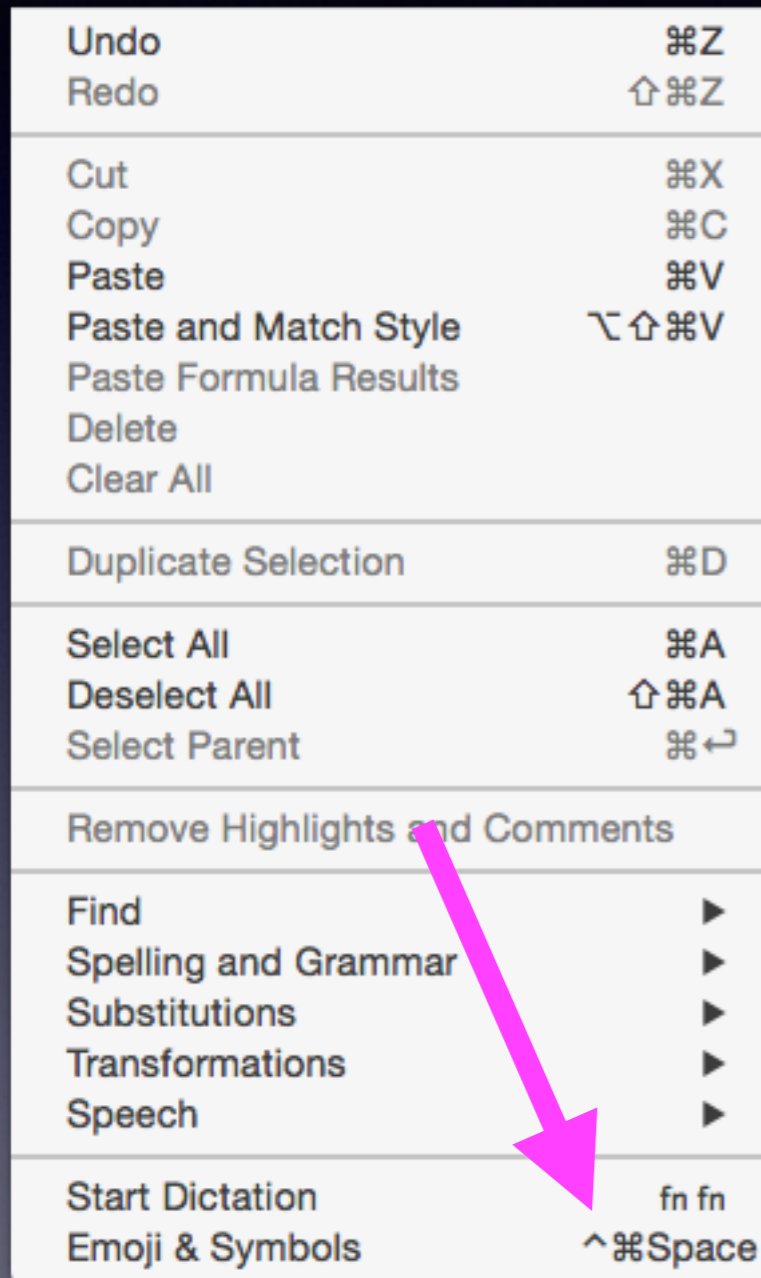 Undo ⌘Z
Redo ⇧⌘Z
Cut ⌘X
Copy ⌘C
Paste ⌘V
Paste and Match Style ⌥⇧⌘V
Paste Formula Results
Delete
Clear All
Duplicate Selection ⌘D
Select All ⌘A
Deselect All ⇧⌘A
Select Parent ⌘↩
Remove Highlights and Comments
Find ▶
Spelling and Grammar ▶
Substitutions ▶
Transformations ▶
Speech ▶
Start Dictation fn fn
Emoji & Symbols ^⌘Space